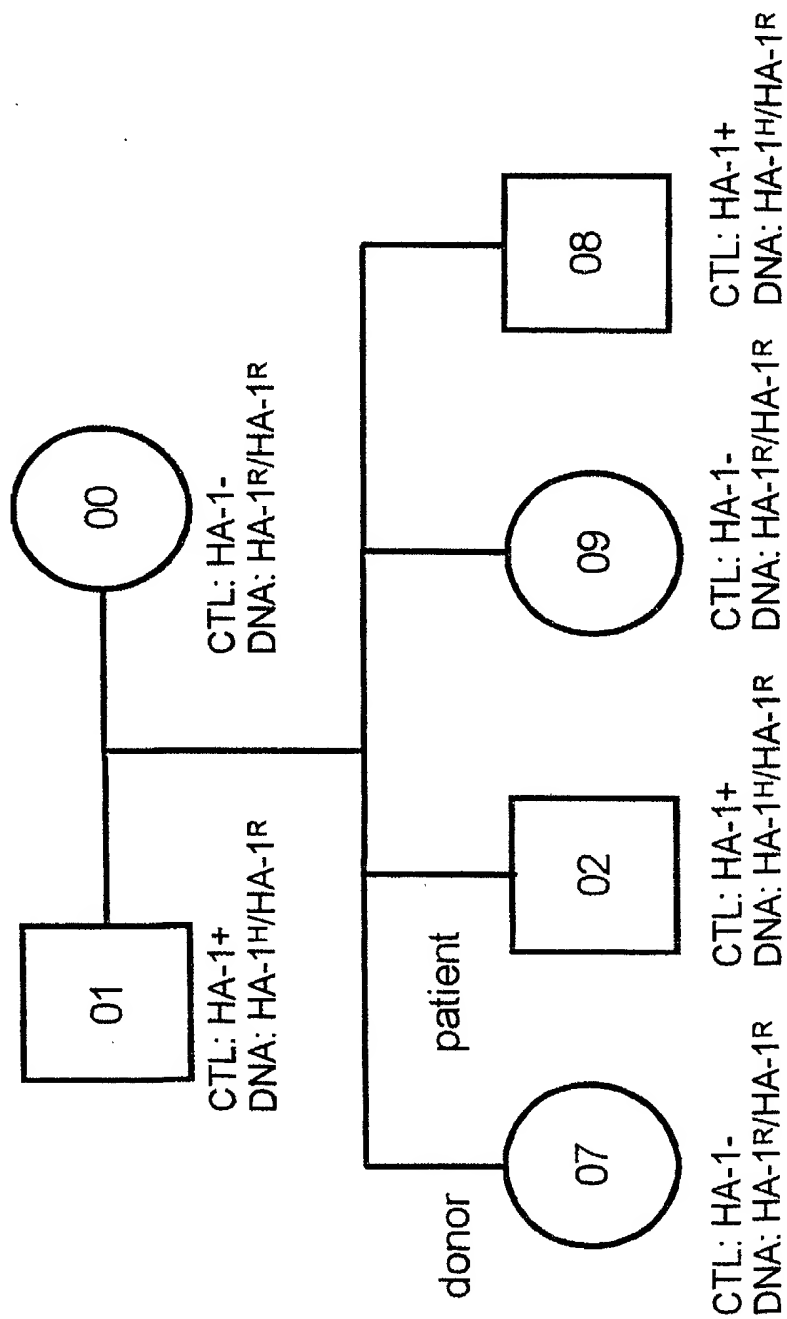 01
CTL: HA-1+
DNA: HA-1ᴴ/HA-1ᴿ
00
CTL: HA-1-
DNA: HA-1ᴿ/HA-1ᴿ
donor
07
CTL: HA-1-
DNA: HA-1ᴿ/HA-1ᴿ
patient
02
CTL: HA-1+
DNA: HA-1ᴴ/HA-1ᴿ
09
CTL: HA-1-
DNA: HA-1ᴿ/HA-1ᴿ
08
CTL: HA-1+
DNA: HA-1ᴴ/HA-1ᴿ